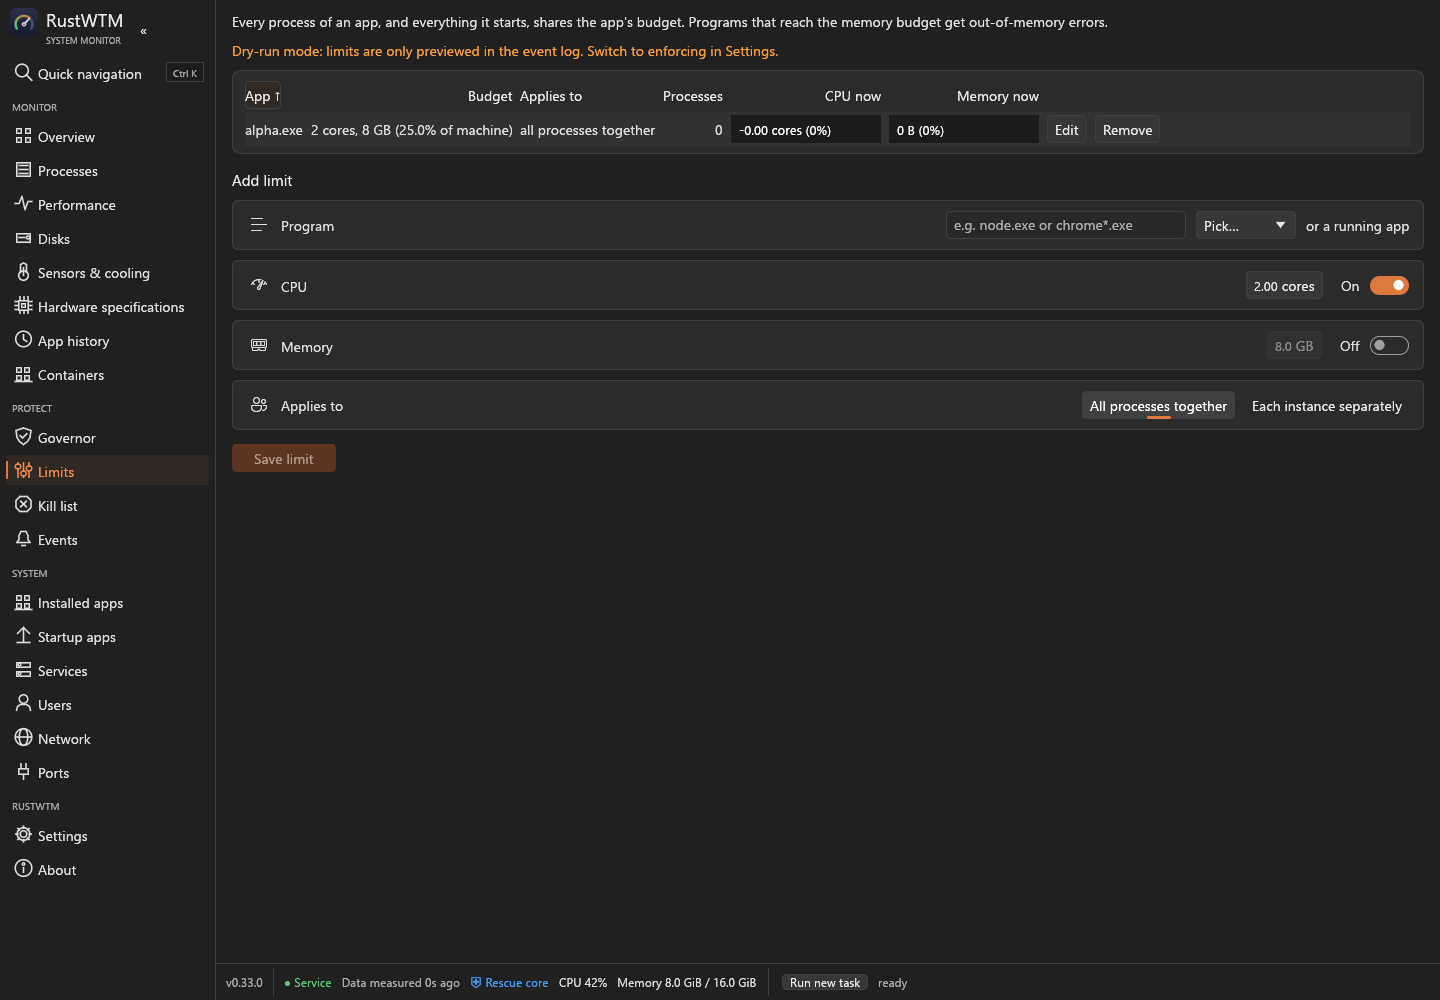 RustWTM
SYSTEM MONITOR
«
Quick navigation Ctrl K
MONITOR
Overview
Processes
Performance
Disks
Sensors & cooling
Hardware specifications
App history
Containers
PROTECT
Governor
Limits
Kill list
Events
SYSTEM
Installed apps
Startup apps
Services
Users
Network
Ports
RUSTWTM
Settings
About
Every process of an app, and everything it starts, shares the app's budget. Programs that reach the memory budget get out-of-memory errors.
Dry-run mode: limits are only previewed in the event log. Switch to enforcing in Settings.
App ↑ Budget Applies to Processes CPU now Memory now
alpha.exe 2 cores, 8 GB (25.0% of machine) all processes together 0 -0.00 cores (0%) 0 B (0%) Edit Remove
Add limit
Program e.g. node.exe or chrome*.exe Pick... or a running app
CPU 2.00 cores On
Memory 8.0 GB Off
Applies to All processes together Each instance separately
Save limit
v0.33.0 Service Data measured 0s ago Rescue core CPU 42% Memory 8.0 GiB / 16.0 GiB Run new task ready